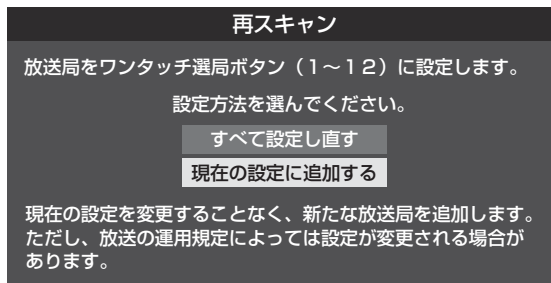 再スキャン
放送局をワンタッチ選局ボタン（１～１２）に設定します。
設定方法を選んでください。
すべて設定し直す
現在の設定に追加する
現在の設定を変更することなく、新たな放送局を追加します。
ただし、放送の運用規定によっては設定が変更される場合が
あります。